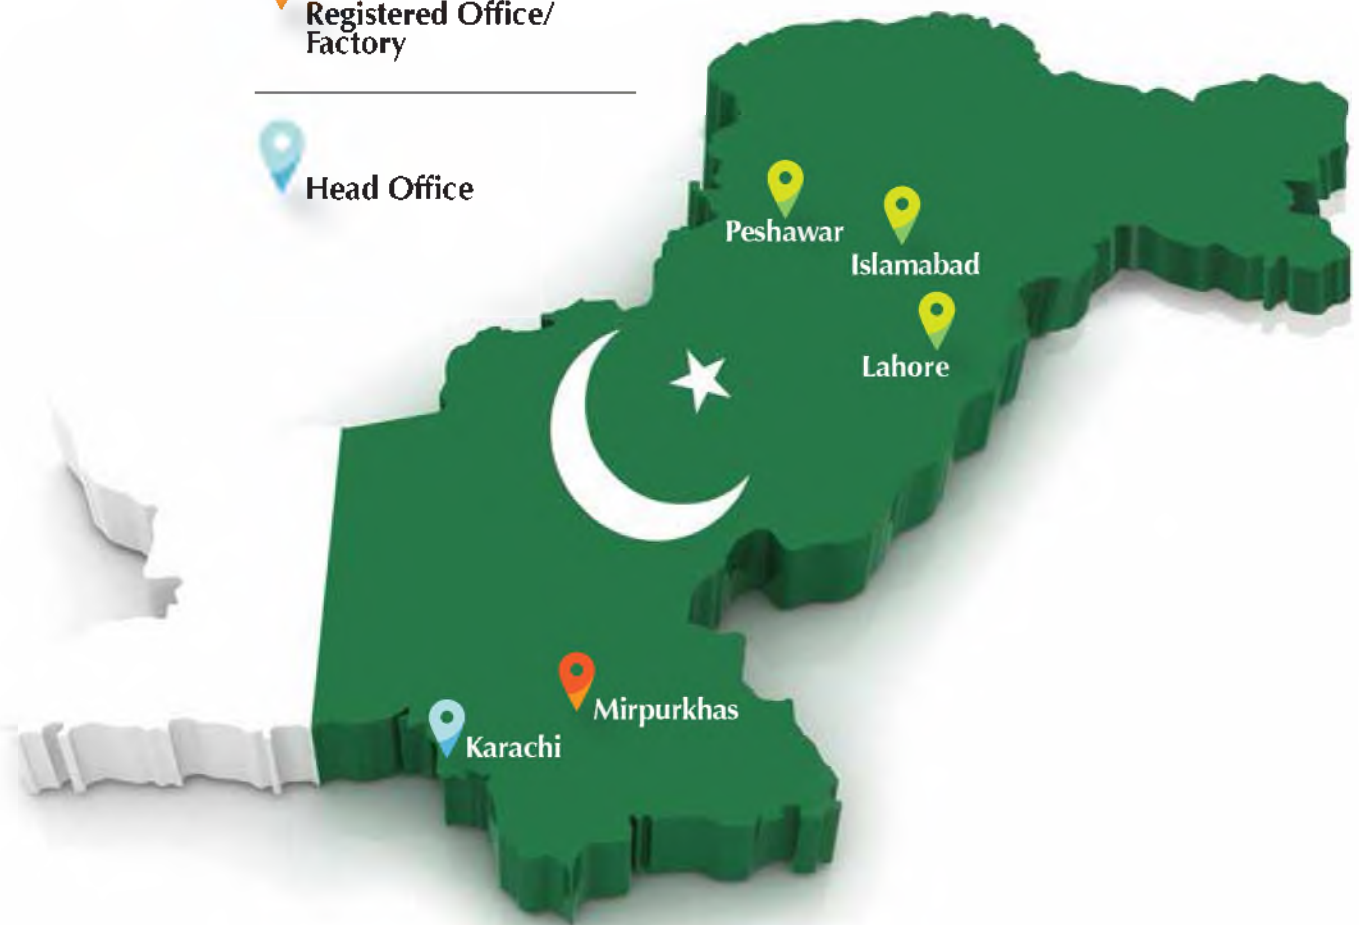 Registered Office/
Factory
Head Office
Peshawar
Islamabad
Lahore
Mirpurkhas
Karachi